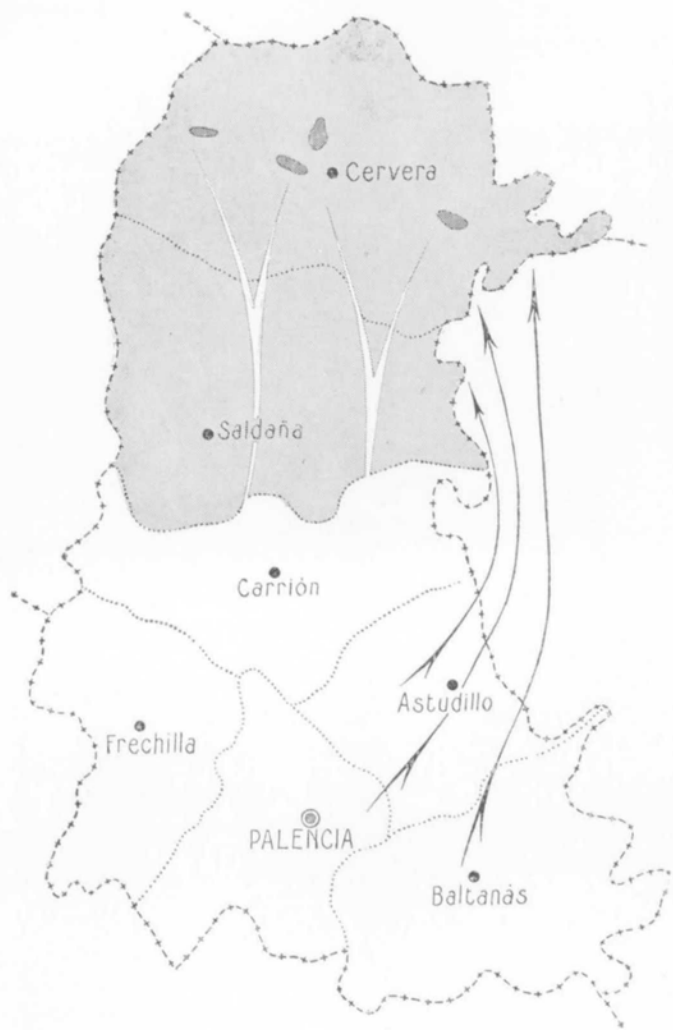 Cervera
Saldaña
Carrión
Astudillo
Frechilla
PALENCIA
Baltanás